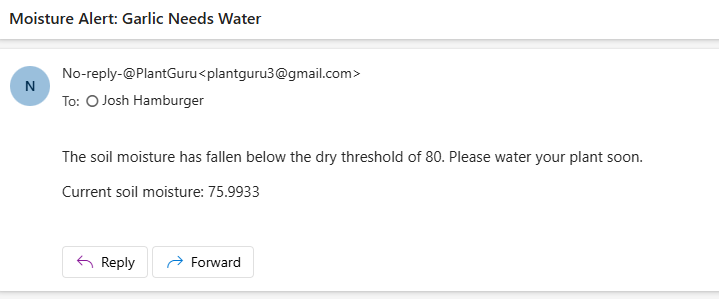 Moisture Alert: Garlic Needs Water
N
No-reply-@PlantGuru<plantguru3@gmail.com>
To: Josh Hamburger
The soil moisture has fallen below the dry threshold of 80. Please water your plant soon.
Current soil moisture: 75.9933
Reply Forward